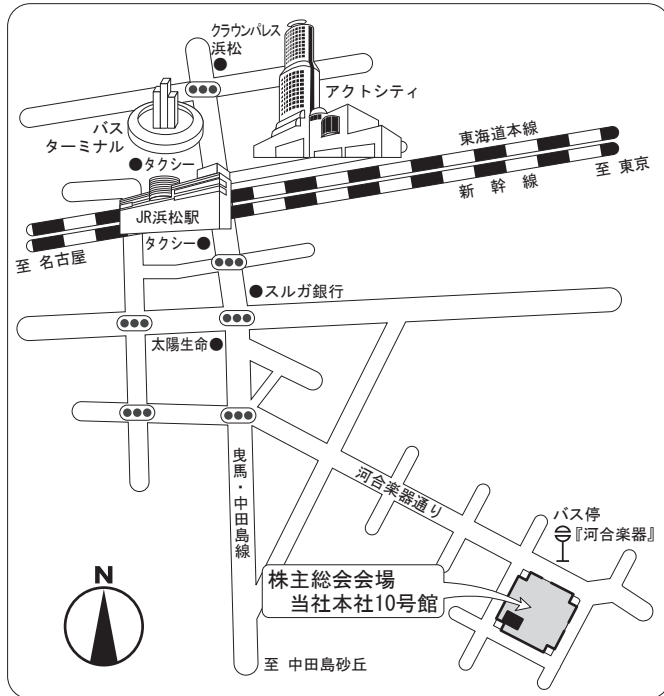 クラウンパレス
浜松
アクトシティ
バス
ターミナル
タクシー
東海道本線
新幹線
至 東京
JR浜松駅
タクシー
至 名古屋
スルガ銀行
太陽生命
曳馬・中田島線
河合楽器通り
バス停
『河合楽器』
N
株主総会会場
当社本社10号館
至 中田島砂丘